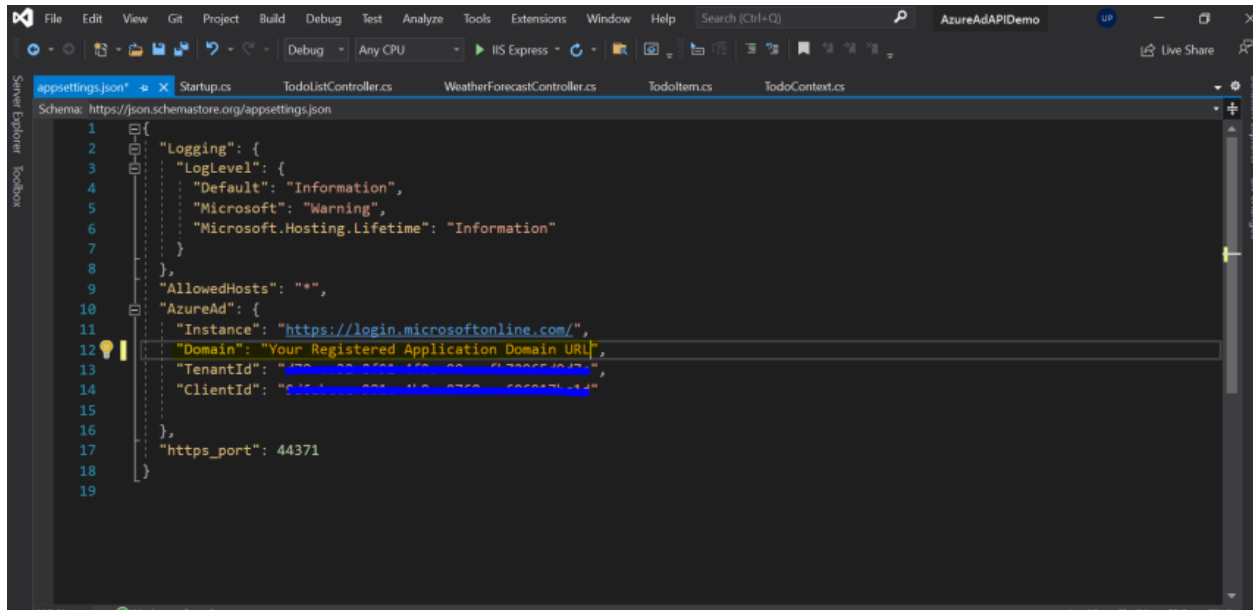 File Edit View Git Project Build Debug Test Analyze Tools Extensions Window Help Search (Ctrl+Q) AzureAdAPIDemo UP
Debug Any CPU IIS Express Live Share
appsettings.json* Startup.cs TodoListController.cs WeatherForecastController.cs TodoItem.cs TodoContext.cs
Schema: https://json.schemastore.org/appsettings.json
Server Explorer
Toolbox
1 {
2 "Logging": {
3 "LogLevel": {
4 "Default": "Information",
5 "Microsoft": "Warning",
6 "Microsoft.Hosting.Lifetime": "Information"
7 }
8 },
9 "AllowedHosts": "*",
10 "AzureAd": {
11 "Instance": "https://login.microsoftonline.com/",
12 "Domain": "Your Registered Application Domain URL",
13 "TenantId": "",
14 "ClientId": "
15
16 },
17 "https_port": 44371
18 }
19